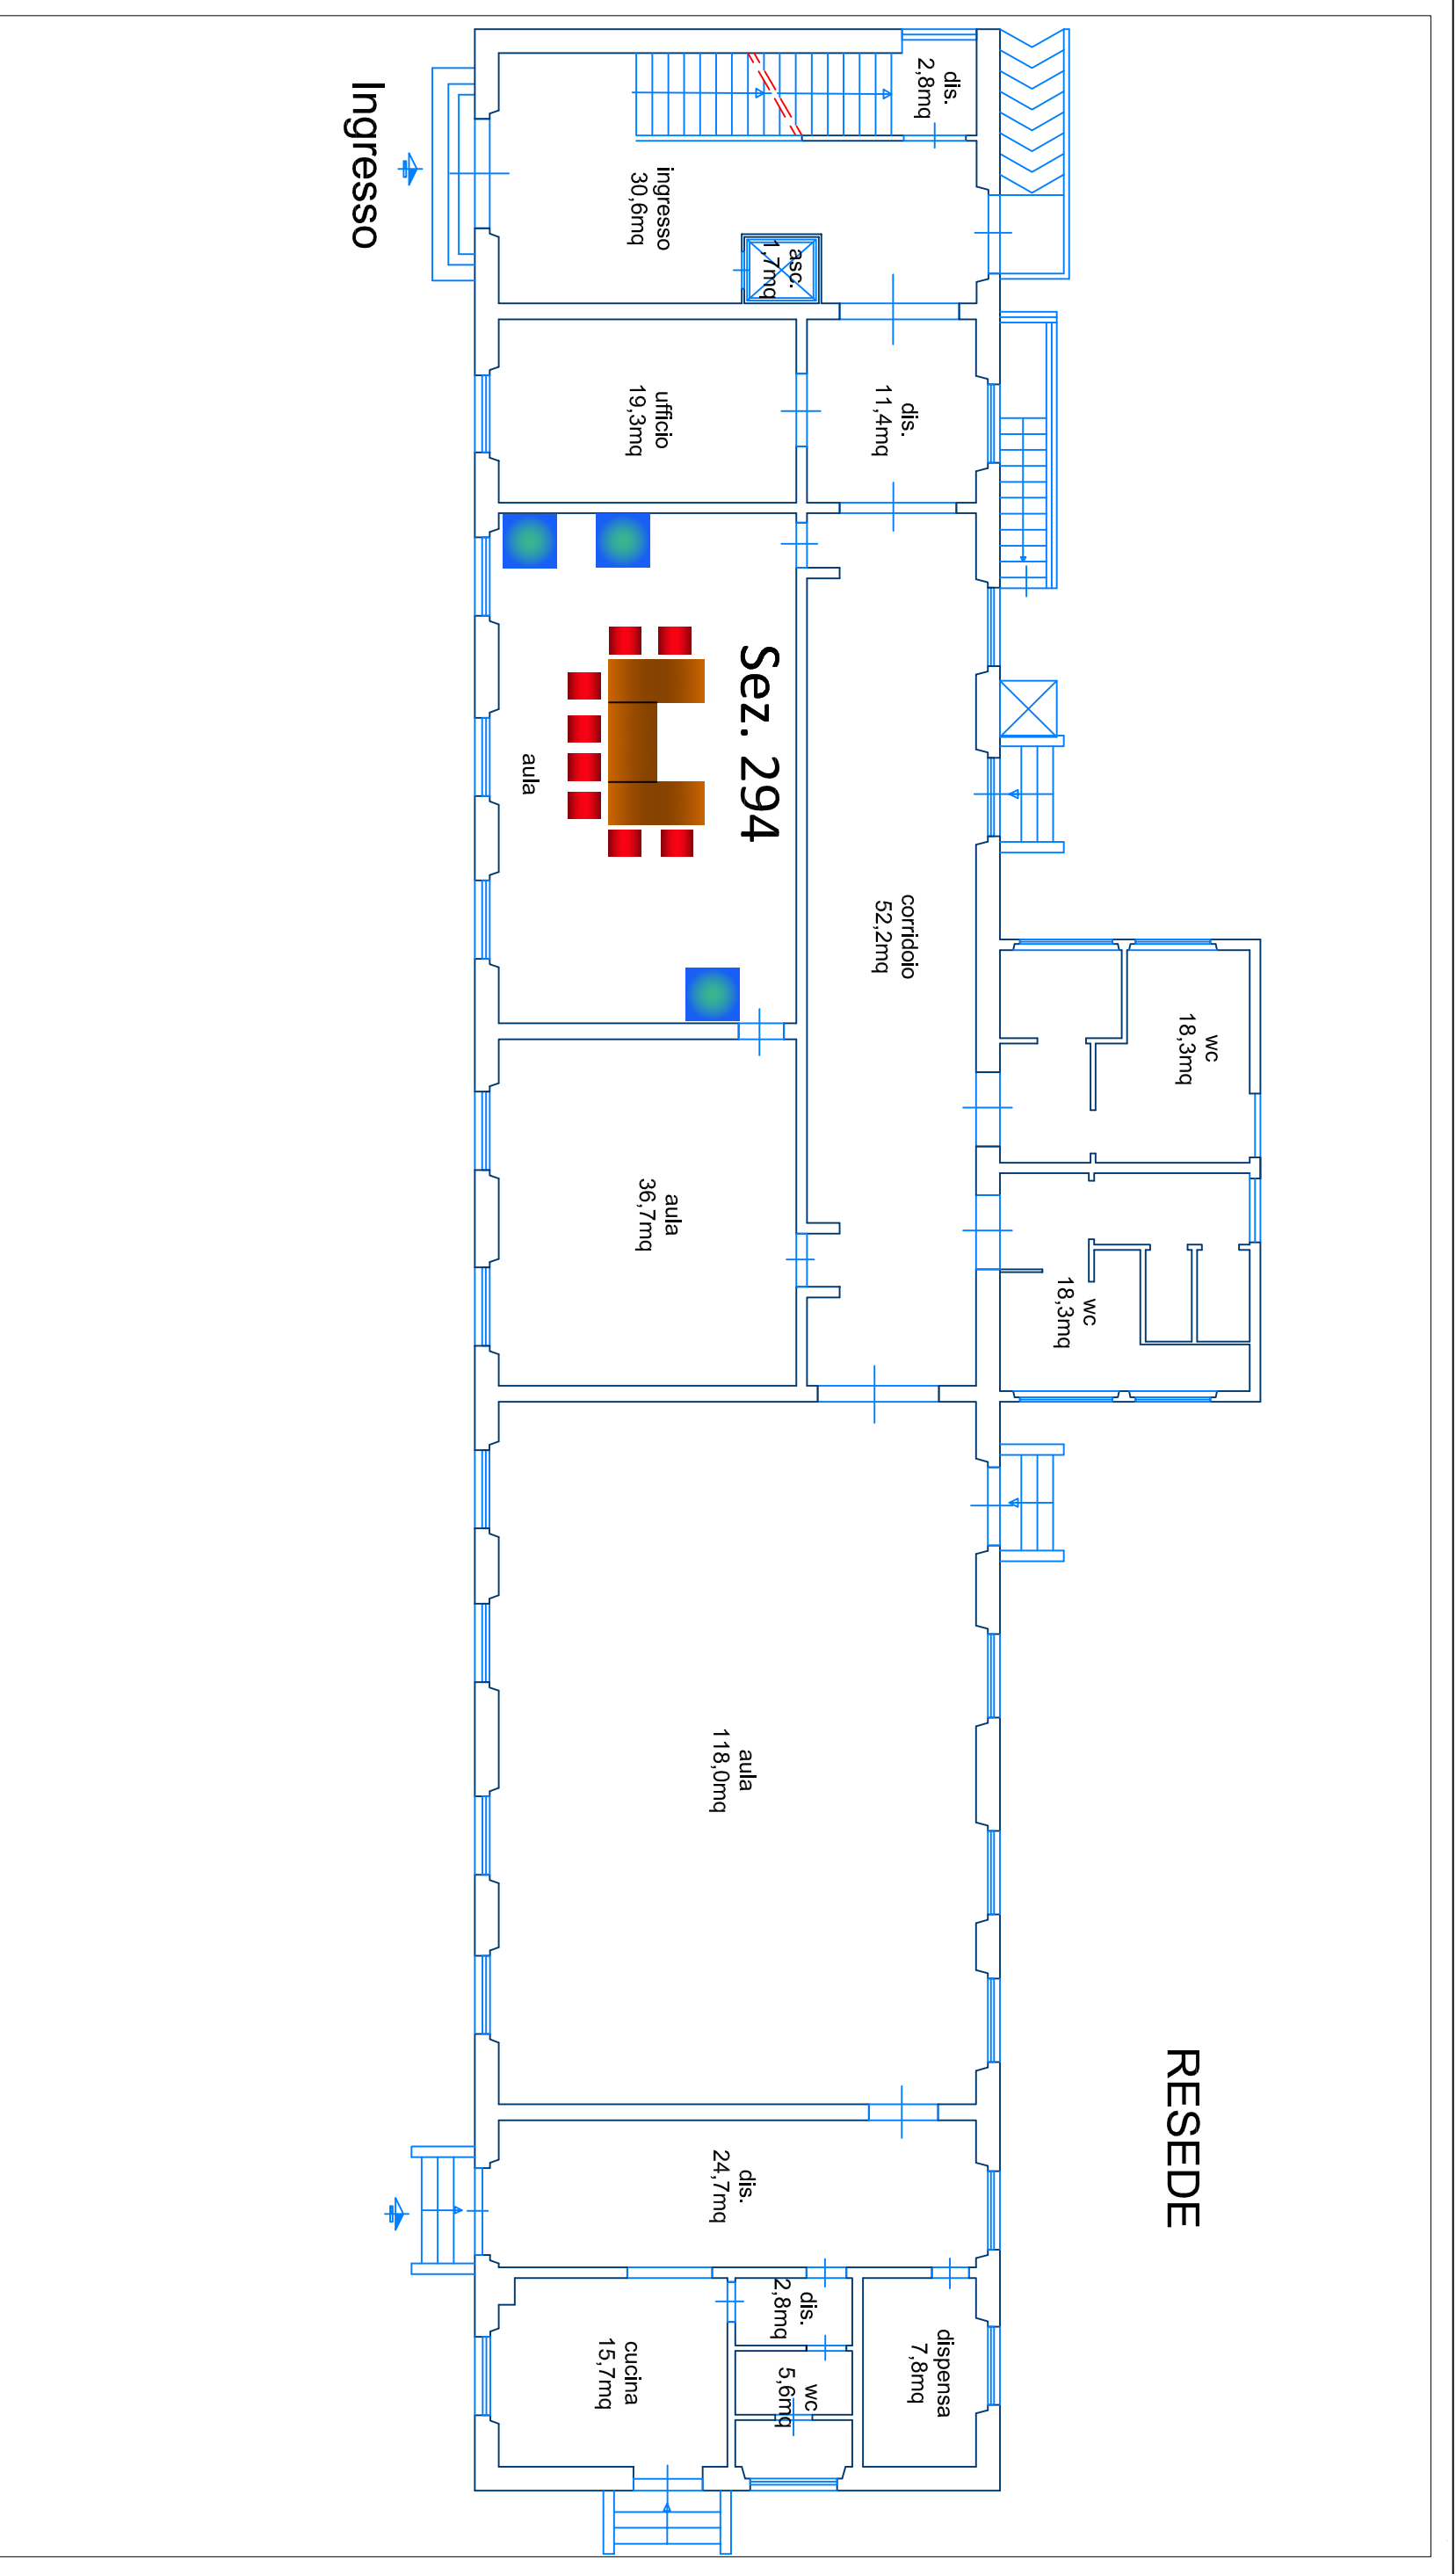 Ingresso
dis.
2,8mq
ingresso
30,6mq
asc.
1,7mq
ufficio
19,3mq
dis.
11,4mq
Sez. 294
aula
corridoio
52,2mq
wc
18,3mq
aula
36,7mq
wc
18,3mq
aula
118,0mq
RESEDE
dis.
24,7mq
dis.
2,8mq
cucina
15,7mq
wc
5,6mq
dispensa
7,8mq